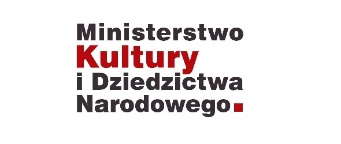 Ministerstwo
Kultury
i Dziedzictwa
Narodowego.